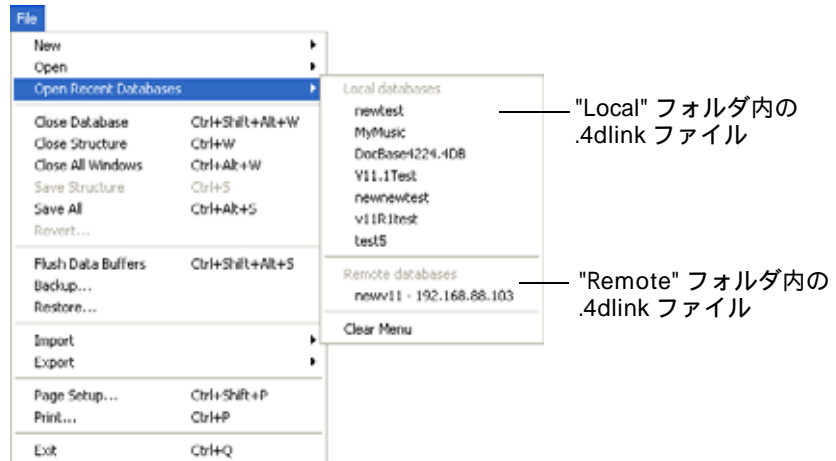 File
New
Open
Open Recent Databases
Close Database Ctrl+Shift+Alt+W
Close Structure Ctrl+W
Close All Windows Ctrl+Alt+W
Save Structure Ctrl+S
Save All Ctrl+Alt+S
Revert...
Flush Data Buffers Ctrl+Shift+Alt+S
Backup...
Restore...
Import
Export
Page Setup... Ctrl+Shift+P
Print... Ctrl+P
Exit Ctrl+Q
Local databases
newtest
MyMusic
DocBase4224.4DB
V11.1Test
newnewtest
v11R1test
test5
Remote databases
newv11 - 192.168.88.103
Clear Menu
"Local" フォルダ内の
.4dlink ファイル
"Remote" フォルダ内の
.4dlink ファイル